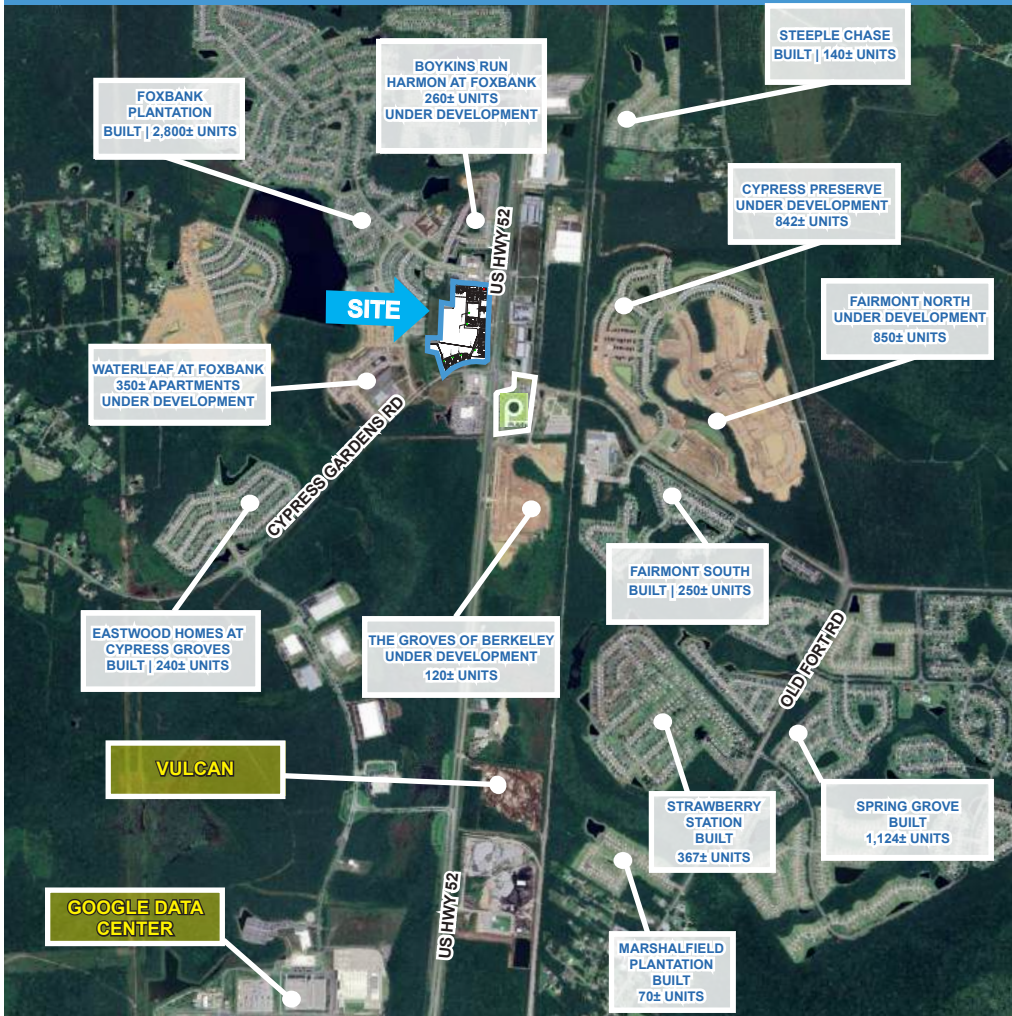 STEEPLE CHASE
BUILT | 140± UNITS
BOYKINS RUN
HARMON AT FOXBANK
260± UNITS
UNDER DEVELOPMENT
FOXBANK
PLANTATION
BUILT | 2,800± UNITS
CYPRESS PRESERVE
UNDER DEVELOPMENT
842± UNITS
US HWY 52
SITE
FAIRMONT NORTH
UNDER DEVELOPMENT
850± UNITS
WATERLEAF AT FOXBANK
350± APARTMENTS
UNDER DEVELOPMENT
CYPRESS GARDENS RD
FAIRMONT SOUTH
BUILT | 250± UNITS
EASTWOOD HOMES AT
CYPRESS GROVES
BUILT | 240± UNITS
THE GROVES OF BERKELEY
UNDER DEVELOPMENT
120± UNITS
OLD FORT RD
VULCAN
STRAWBERRY
STATION
BUILT
367± UNITS
SPRING GROVE
BUILT
1,124± UNITS
GOOGLE DATA
CENTER
US HWY 52
MARSHALFIELD
PLANTATION
BUILT
70± UNITS